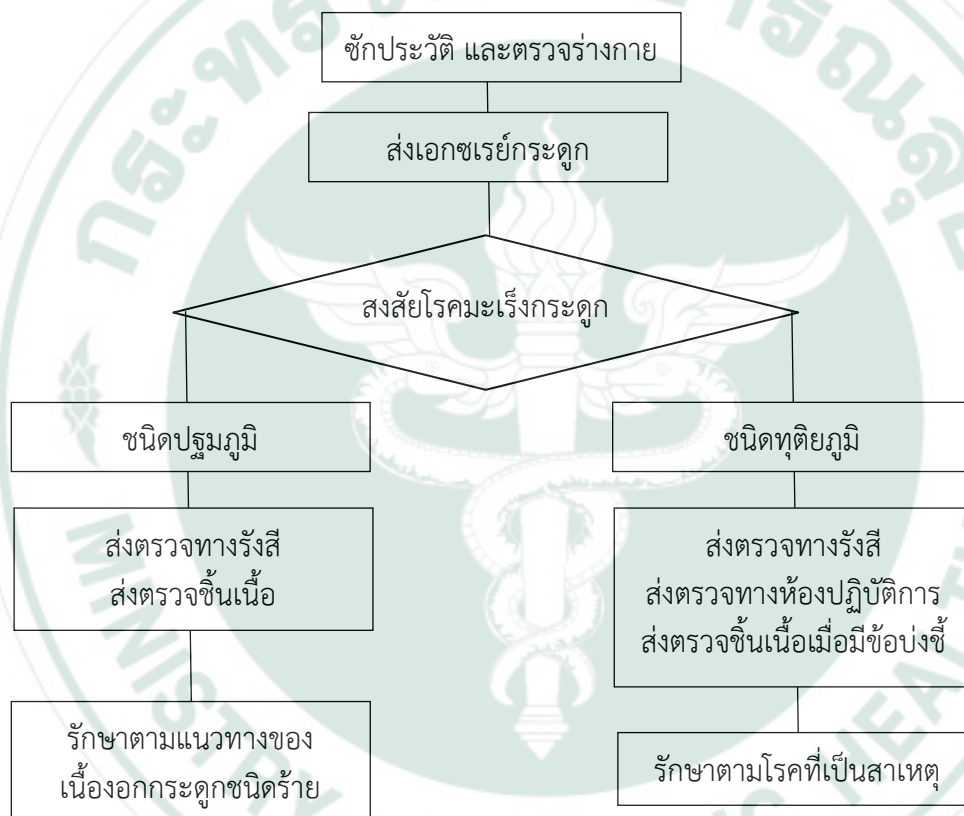 ซักประวัติ และตรวจร่างกาย
ส่งเอกซเรย์กระดูก
สงสัยโรคมะเร็งกระดูก
ชนิดปฐมภูมิ
ชนิดทุติยภูมิ
ส่งตรวจทางรังสี
ส่งตรวจชิ้นเนื้อ
ส่งตรวจทางรังสี
ส่งตรวจทางห้องปฏิบัติการ
ส่งตรวจชิ้นเนื้อเมื่อมีข้อบ่งชี้
รักษาตามแนวทางของ
เนื้องอกกระดูกชนิดร้าย
รักษาตามโรคที่เป็นสาเหตุ